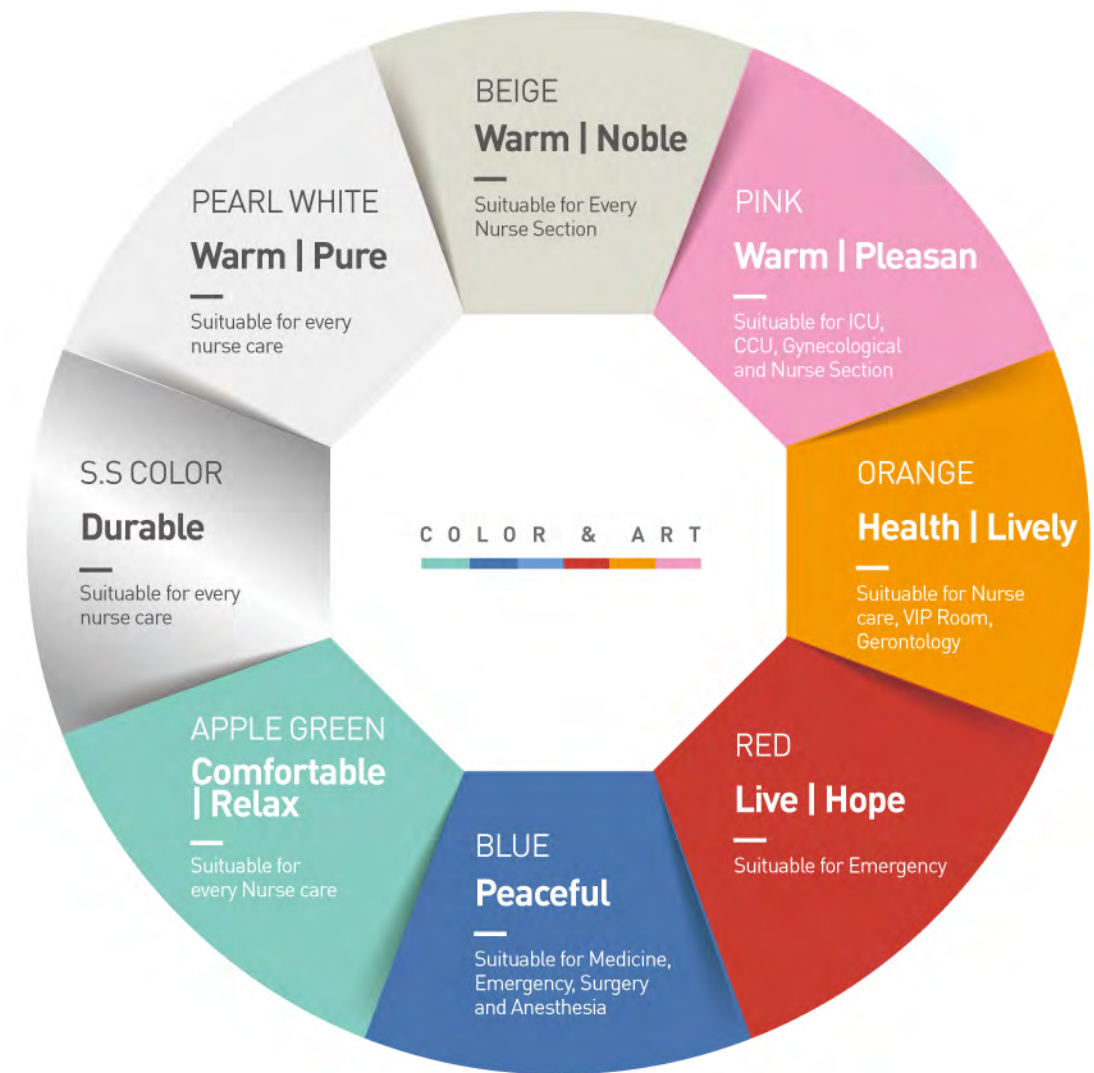 BEIGE
Warm | Noble
Suituable for Every
Nurse Section
PINK
Warm | Pleasan
Suituable for ICU,
CCU, Gynecological
and Nurse Section
ORANGE
Health | Lively
Suituable for Nurse
care, VIP Room,
Gerontology
RED
Live | Hope
Suituable for Emergency
BLUE
Peaceful
Suituable for Medicine,
Emergency, Surgery
and Anesthesia
APPLE GREEN
Comfortable
| Relax
Suituable for
every Nurse care
S.S COLOR
Durable
Suituable for every
nurse care
PEARL WHITE
Warm | Pure
Suituable for every
nurse care
COLOR & ART